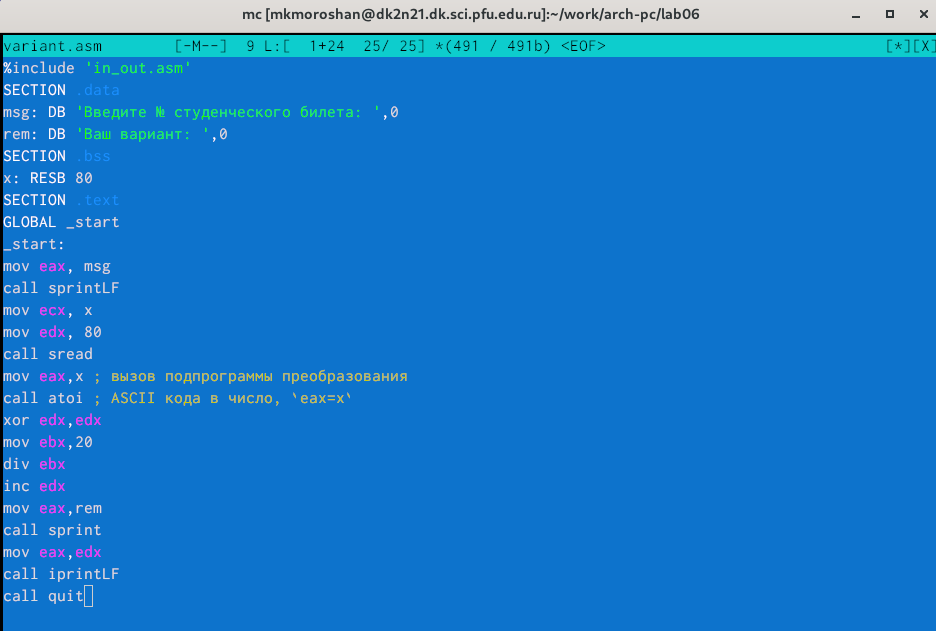 mc [mkmoroshan@dk2n21.dk.sci.pfu.edu.ru]:~/work/arch-pc/lab06
variant.asm        [-M--]  9 L:[  1+24  25/ 25] *(491 / 491b) <EOF>                               [*][X]
%include 'in_out.asm'
SECTION .data
msg: DB 'Введите № студенческого билета: ',0
rem: DB 'Ваш вариант: ',0
SECTION .bss
x: RESB 80
SECTION .text
GLOBAL _start
_start:
mov eax, msg
call sprintLF
mov ecx, x
mov edx, 80
call sread
mov eax,x ; вызов подпрограммы преобразования
call atoi ; ASCII кода в число, `eax=x`
xor edx,edx
mov ebx,20
div ebx
inc edx
mov eax,rem
call sprint
mov eax,edx
call iprintLF
call quit